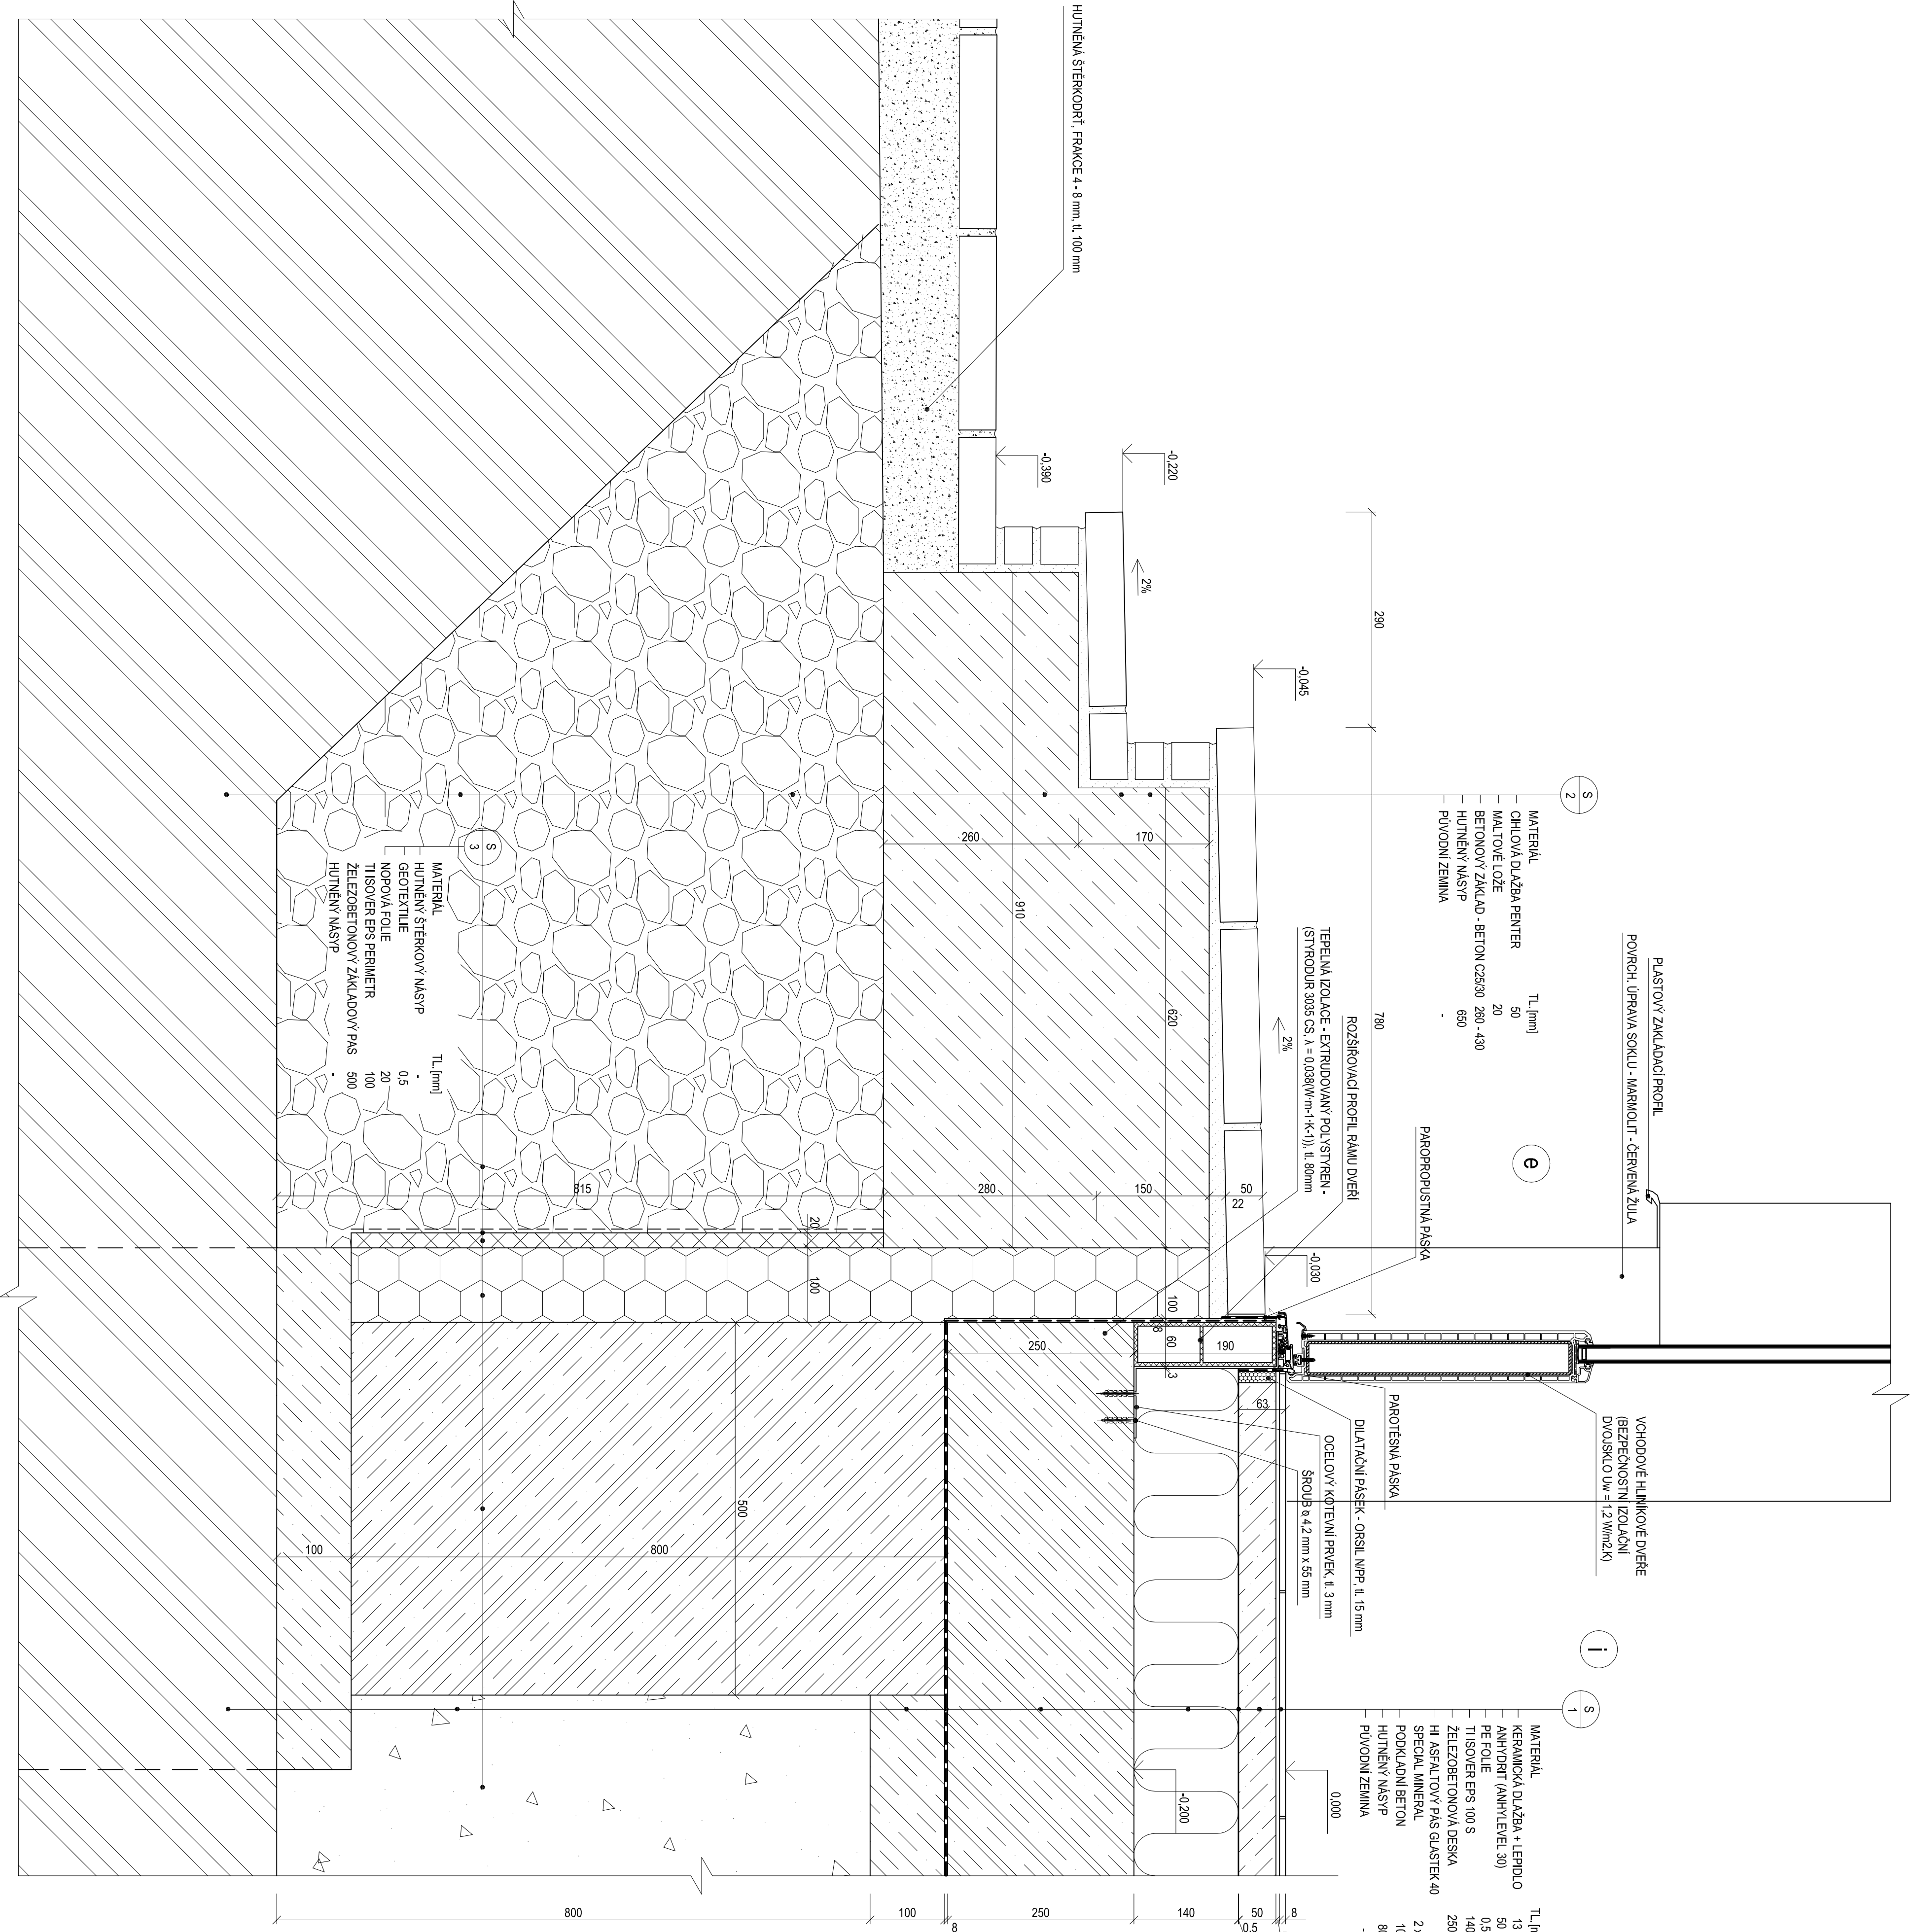 HUTNĚNÁ ŠTĚRKODRŤ, FRAKCE 4 - 8 mm, tl. 100 mm
-0,390
-0,220
2%
290
-0,045
780
2%
-0,030
S
2
MATERIÁL TL.[mm]
CIHLOVÁ DLAŽBA PENTER 50
MALTOVÉ LOŽE 20
BETONOVÝ ZÁKLAD - BETON C25/30 260 - 430
HUTNĚNÝ NÁSYP 650
PŮVODNÍ ZEMINA -
PLASTOVÝ ZAKLÁDACÍ PROFIL
POVRCH. ÚPRAVA SOKLU - MARMOLIT - ČERVENÁ ŽULA
e
PAROPROPUSTNÁ PÁSKA
ROZŠIŘOVACÍ PROFIL RÁMU DVEŘÍ
TEPELNÁ IZOLACE - EXTRUDOVANÝ POLYSTYREN -
(STYRODUR 3035 CS, λ = 0,038(W·m-1·K-1)), tl. 80mm
VCHODOVÉ HLINÍKOVÉ DVEŘE
(BEZPEČNOSTNÍ IZOLAČNÍ
DVOJSKLO Uw = 1,2 W/m2.K)
i
PAROTĚSNÁ PÁSKA
DILATAČNÍ PÁSEK - ORSIL N/PP, tl. 15 mm
OCELOVÝ KOTEVNÍ PRVEK, tl. 3 mm
ŠROUB 4,2 mm x 55 mm
S
1
MATERIÁL
KERAMICKÁ DLAŽBA + LEPIDLO 13
ANHYDRIT (ANHYLEVEL 30) 50
PE FOLIE 0,5
TI ISOVER EPS 100 S 140
ŽELEZOBETONOVÁ DESKA 250
HI ASFALTOVÝ PÁS GLASTEK 40
SPECIAL MINERAL
PODKLADNÍ BETON
HUTNĚNÝ NÁSYP
PŮVODNÍ ZEMINA -
0,000
-0,200
S
3
MATERIÁL TL.[mm]
HUTNĚNÝ ŠTĚRKOVÝ NÁSYP -
GEOTEXTILIE 0,5
NOPOVÁ FOLIE 20
TI ISOVER EPS PERIMETR 100
ŽELEZOBETONOVÝ ZÁKLADOVÝ PAS 500
HUTNĚNÝ NÁSYP -
260
170
910
620
815
280
150
50
22
20
100
100
8
60
3
250
190
63
500
100
800
800
100
8
250
140
0,5
50
8